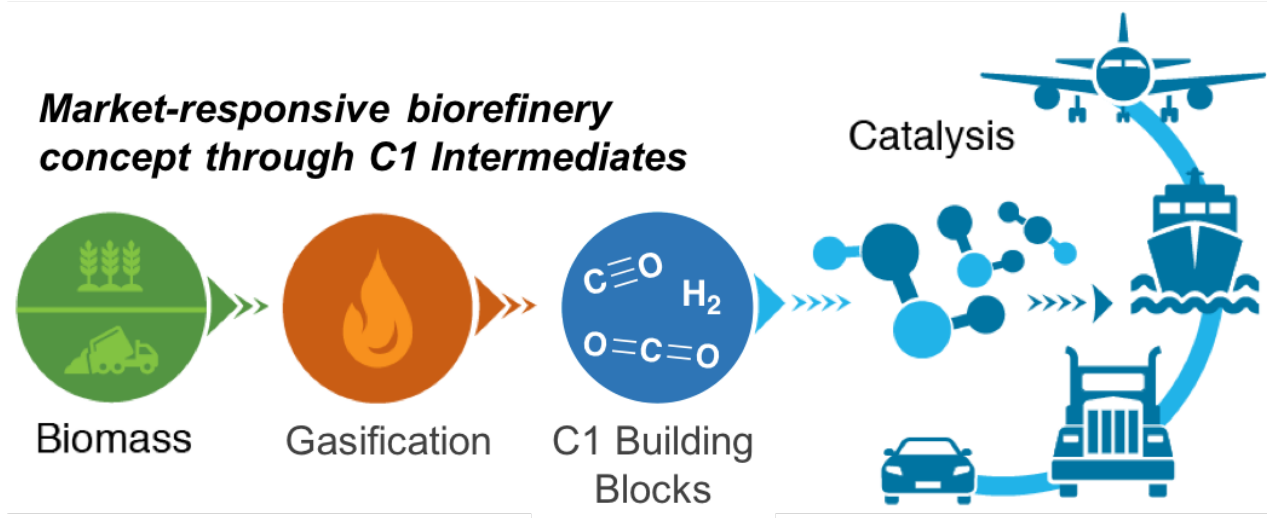 Market-responsive biorefinery
concept through C1 Intermediates
Catalysis
C≡O
H₂
O=C=O
Biomass
Gasification
C1 Building
Blocks